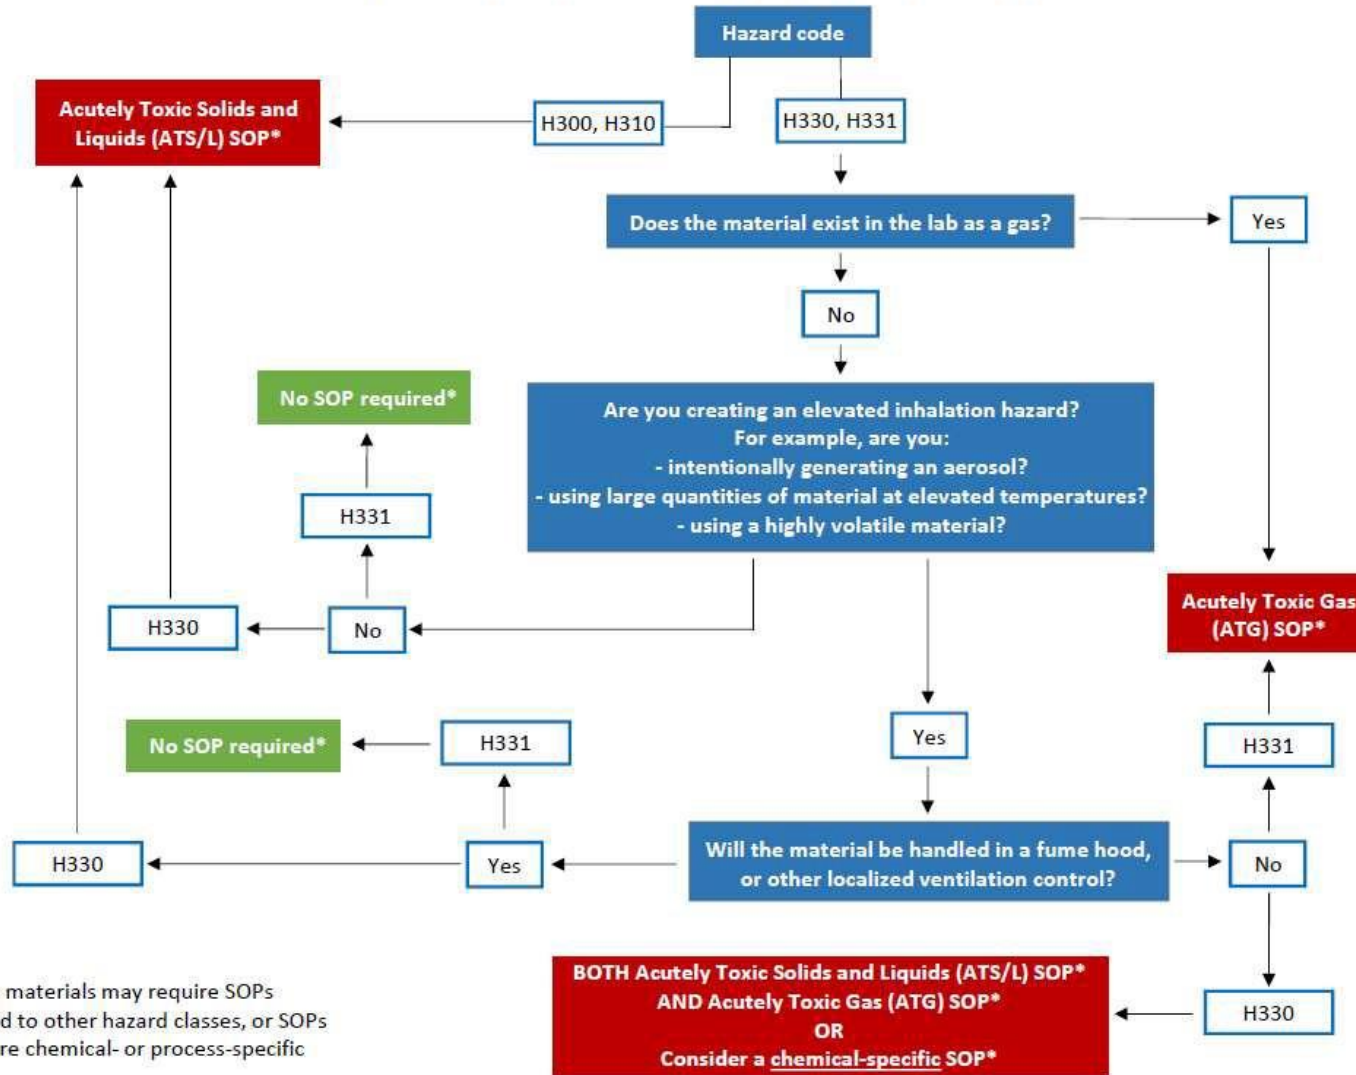 Hazard code
Acutely Toxic Solids and
Liquids (ATS/L) SOP*
H300, H310
H330, H331
Does the material exist in the lab as a gas?
Yes
No
No SOP required*
Are you creating an elevated inhalation hazard?
For example, are you:
- intentionally generating an aerosol?
- using large quantities of material at elevated temperatures?
- using a highly volatile material?
H331
H330
No
Acutely Toxic Gas
(ATG) SOP*
No SOP required*
H331
Yes
H331
H330
Yes
Will the material be handled in a fume hood,
or other localized ventilation control?
No
BOTH Acutely Toxic Solids and Liquids (ATS/L) SOP*
AND Acutely Toxic Gas (ATG) SOP*
OR
Consider a chemical-specific SOP*
H330
materials may require SOPs
to other hazard classes, or SOPs
chemical- or process-specific